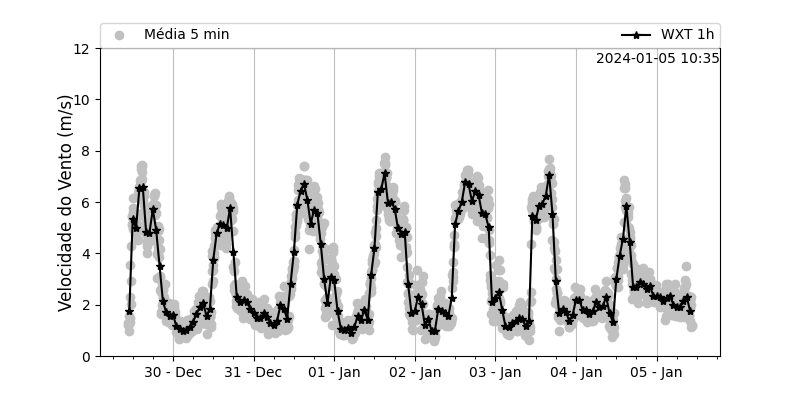 Média 5 min
WXT 1h
2024-01-05 10:35
Velocidade do Vento (m/s)
12
10
8
6
4
2
0
30 - Dec
31 - Dec
01 - Jan
02 - Jan
03 - Jan
04 - Jan
05 - Jan